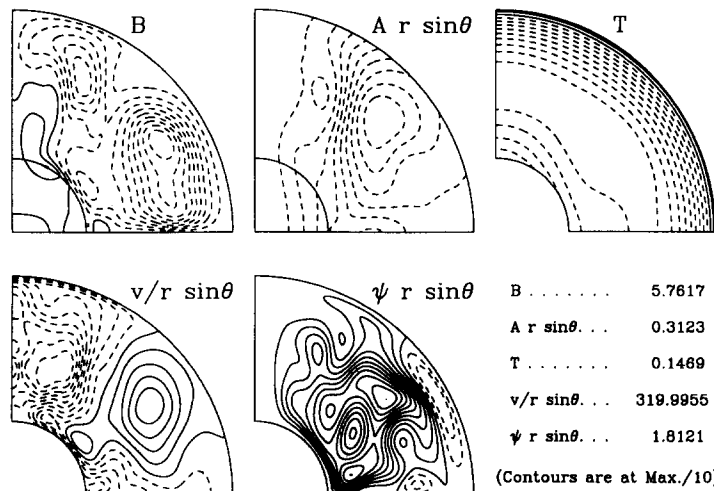 B
A r sinθ
T
v/r sinθ
ψ r sinθ
B . . . . . . . . 5.7617
A r sinθ. . . 0.3123
T . . . . . . . . 0.1469
v/r sinθ. . . 319.9955
ψ r sinθ. . . 1.8121
(Contours are at Max./10)